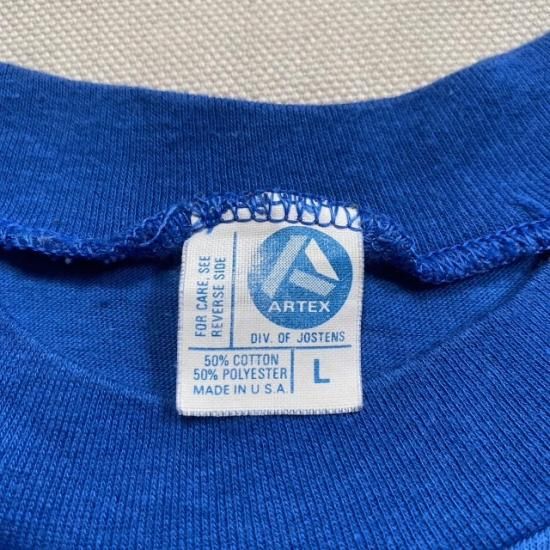 FOR CARE, SEE
REVERSE SIDE
ARTEX
DIV. OF JOSTENS
50% COTTON
50% POLYESTER
MADE IN U.S.A.
L